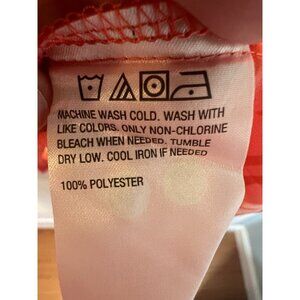 MACHINE WASH COLD. WASH WITH
LIKE COLORS. ONLY NON-CHLORINE
BLEACH WHEN NEEDED. TUMBLE
DRY LOW. COOL IRON IF NEEDED
100% POLYESTER